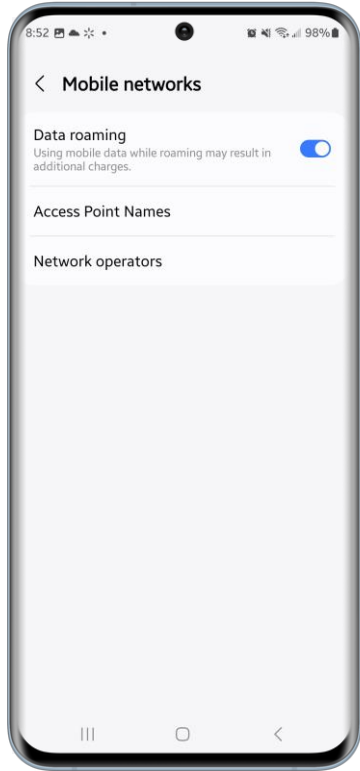 8:52
98%
Mobile networks
Data roaming
Using mobile data while roaming may result in
additional charges.
Access Point Names
Network operators